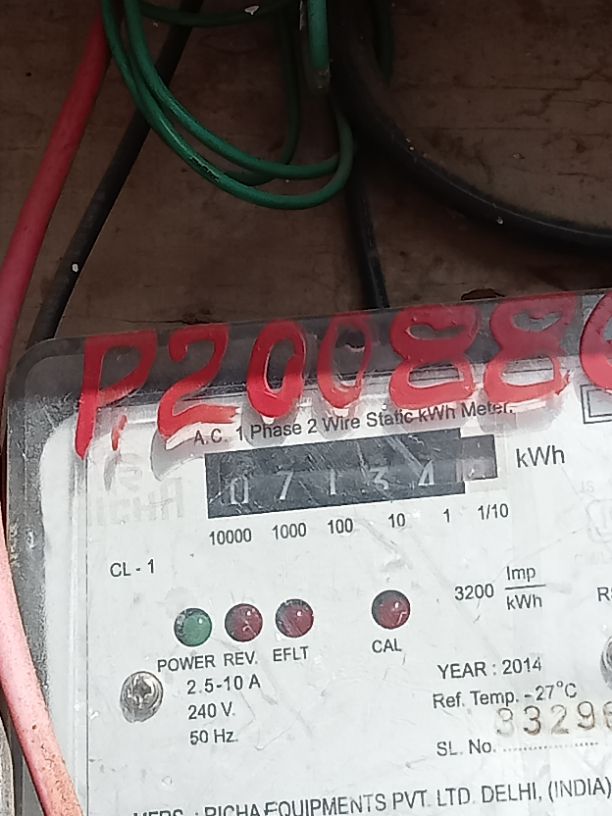 P.200886
A.C. 1 Phase 2 Wire Static kWh Meter.
0 7 1 3 4 kWh
10000 1000 100 10 1 1/10
CL - 1
3200 Imp/kWh
POWER REV. EFLT CAL
2.5-10 A
240 V.
50 Hz.
YEAR : 2014
Ref. Temp. - 27°C
SL. No. 33296
: RICHA EQUIPMENTS PVT. LTD. DELHI, (INDIA)